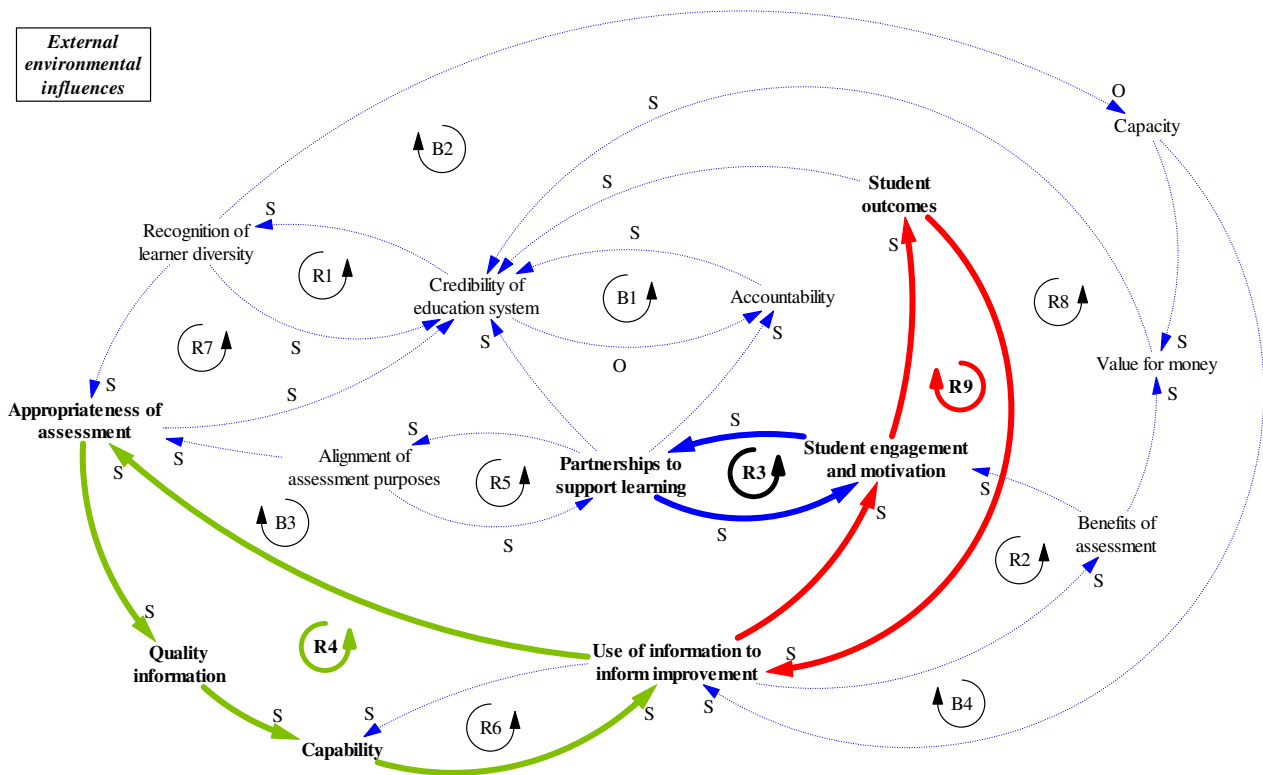 External
environmental
influences
O
Capacity
S
B2
S
Student
outcomes
S
Recognition of
learner diversity
R1
S
S
Credibility of
education system
B1
Accountability
R8
R7
S
S
S
O
S
Value for money
S
S
R9
S
Appropriateness of
assessment
S
S
S
S
Student engagement
and motivation
Alignment of
assessment purposes
R5
Partnerships to
support learning
R3
S
S
S
B3
S
S
Benefits of
assessment
R2
S
S
R4
Quality
information
Use of information to
inform improvement
S
S
S
S
S
R6
B4
Capability